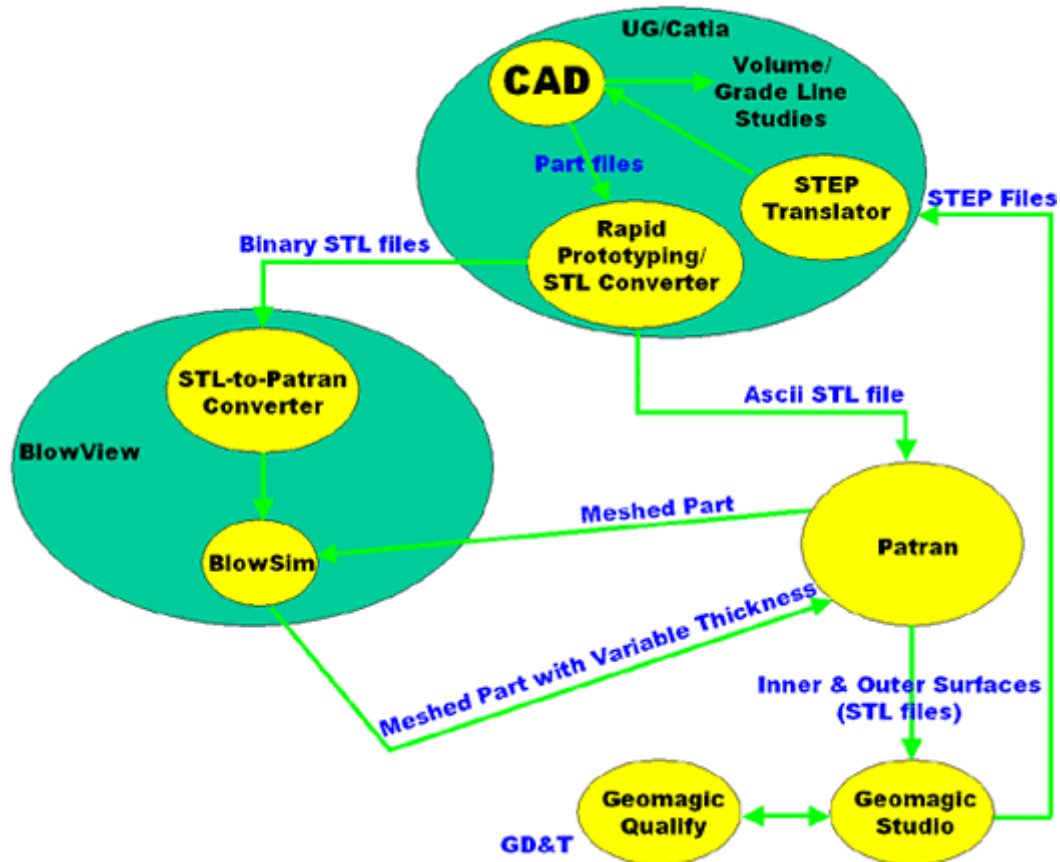 UG/Catia
CAD
Volume/
Grade Line
Studies
Part files
STEP
Translator
STEP Files
Rapid
Prototyping/
STL Converter
Binary STL files
STL-to-Patran
Converter
Ascii STL file
BlowView
Meshed Part
Patran
BlowSim
Meshed Part with Variable Thickness
Inner & Outer Surfaces
(STL files)
Geomagic
Qualify
Geomagic
Studio
GD&T